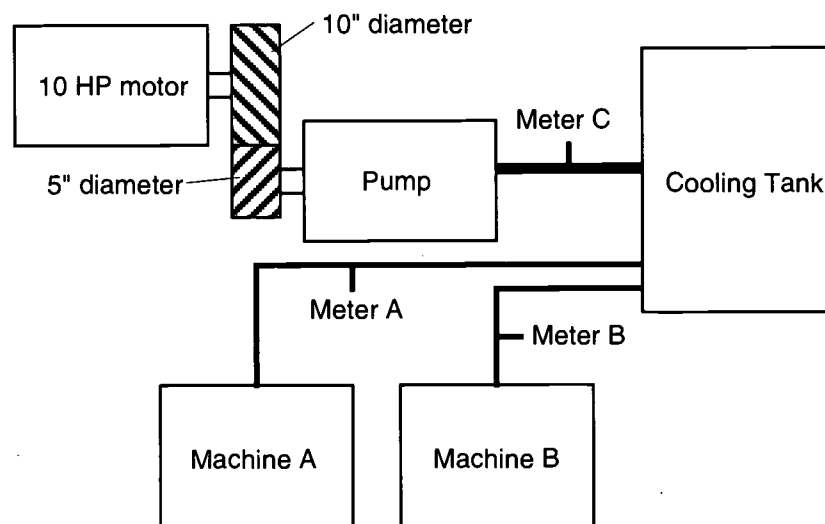 10" diameter
10 HP motor
Meter C
5" diameter
Pump
Cooling Tank
Meter A
Meter B
Machine A
Machine B